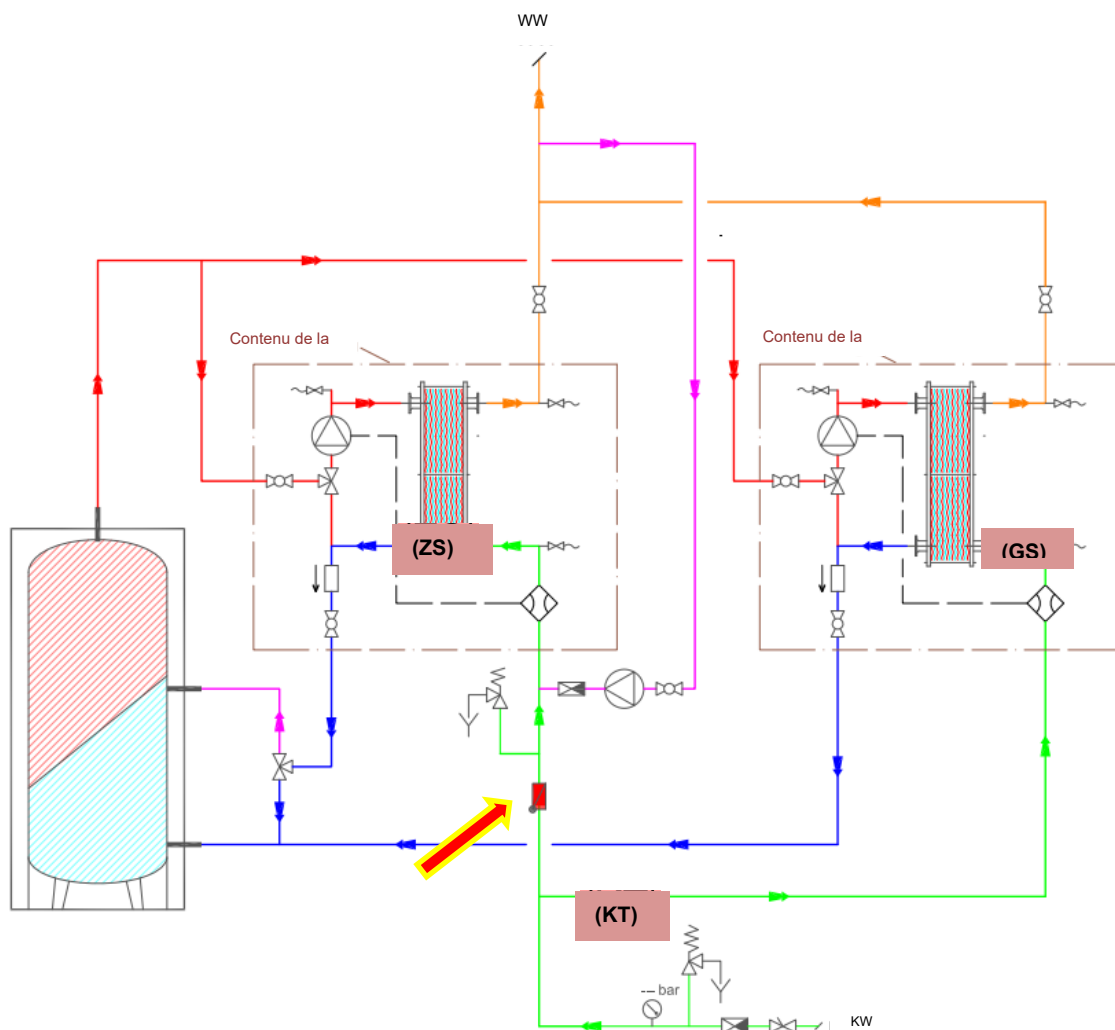 WW
Contenu de la
Contenu de la
(ZS)
(GS)
(KT)
--- bar
KW